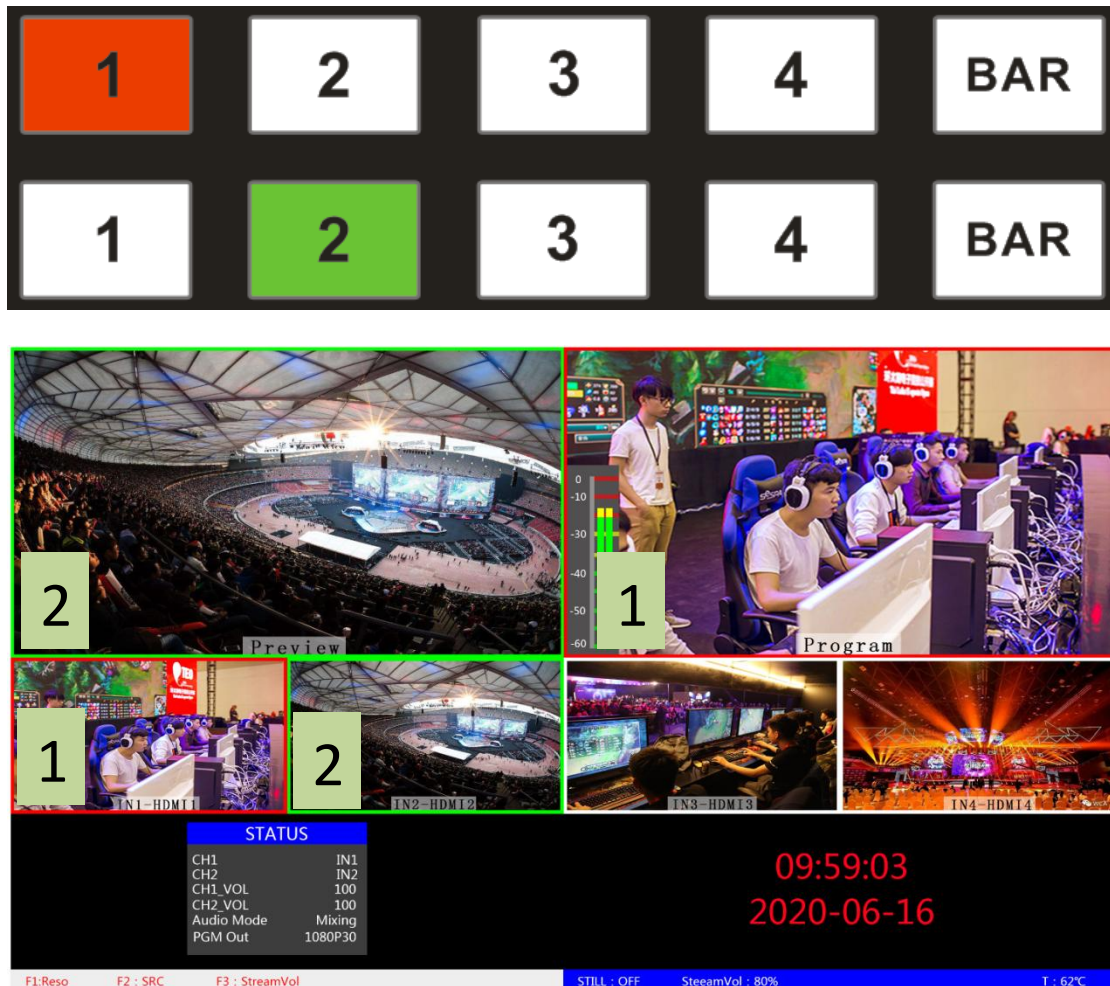 1 2 3 4 BAR
1 2 3 4 BAR
0
-10
-30
-40
-50
-60
2
1
Preview
Program
1
2
IN1-HDMI1
IN2-HDMI2
IN3-HDMI3
IN4-HDMI4
STATUS
CH1 IN1
CH2 IN2
CH1_VOL 100
CH2_VOL 100
Audio Mode Mixing
PGM Out 1080P30
09:59:03
2020-06-16
F1:Reso F2 : SRC F3 : StreamVol
STILL : OFF SteeamVol : 80% T : 62℃